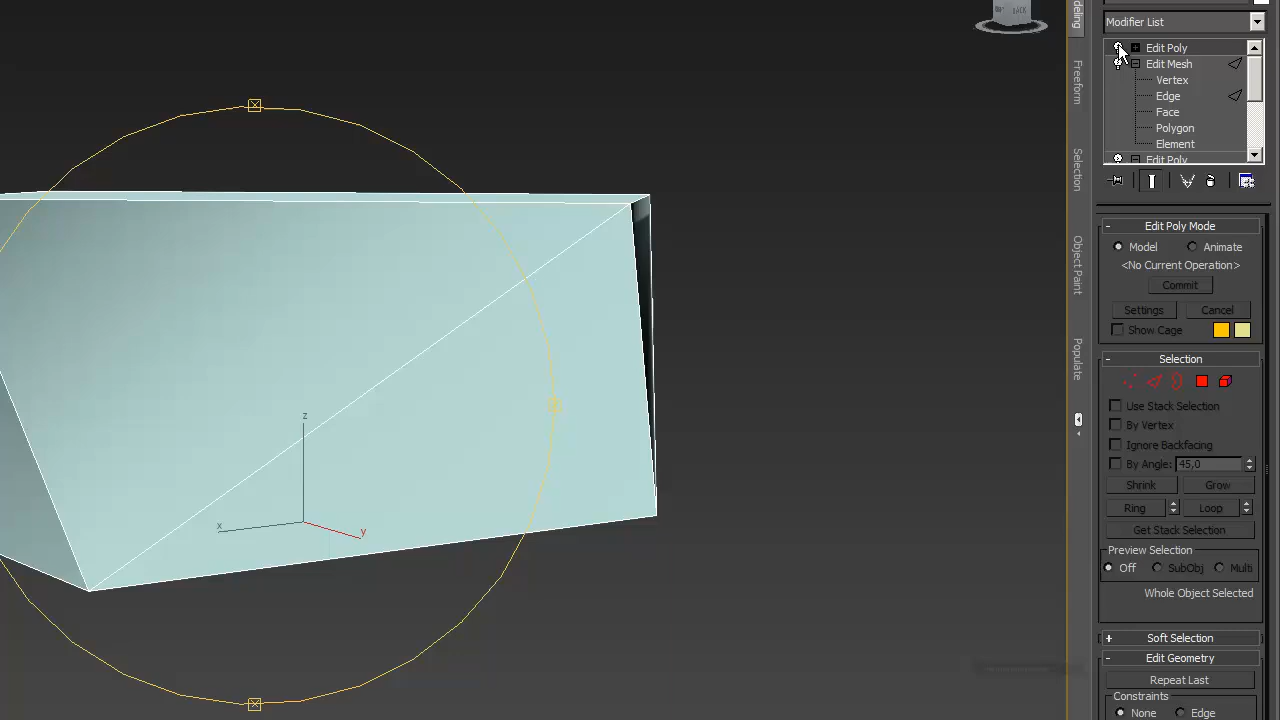 BACK
deling
Modifier List
Edit Poly
Edit Mesh
Vertex
Edge
Face
Polygon
Element
Edit Poly
Freeform
Selection
Object Paint
Populate
Edit Poly Mode
Model Animate
<No Current Operation>
Commit
Settings Cancel
Show Cage
Selection
Use Stack Selection
By Vertex
Ignore Backfacing
By Angle: 45,0
Shrink Grow
Ring Loop
Get Stack Selection
Preview Selection
Off SubObj Multi
Whole Object Selected
Soft Selection
Edit Geometry
Repeat Last
Constraints
None Edge
z
x
y